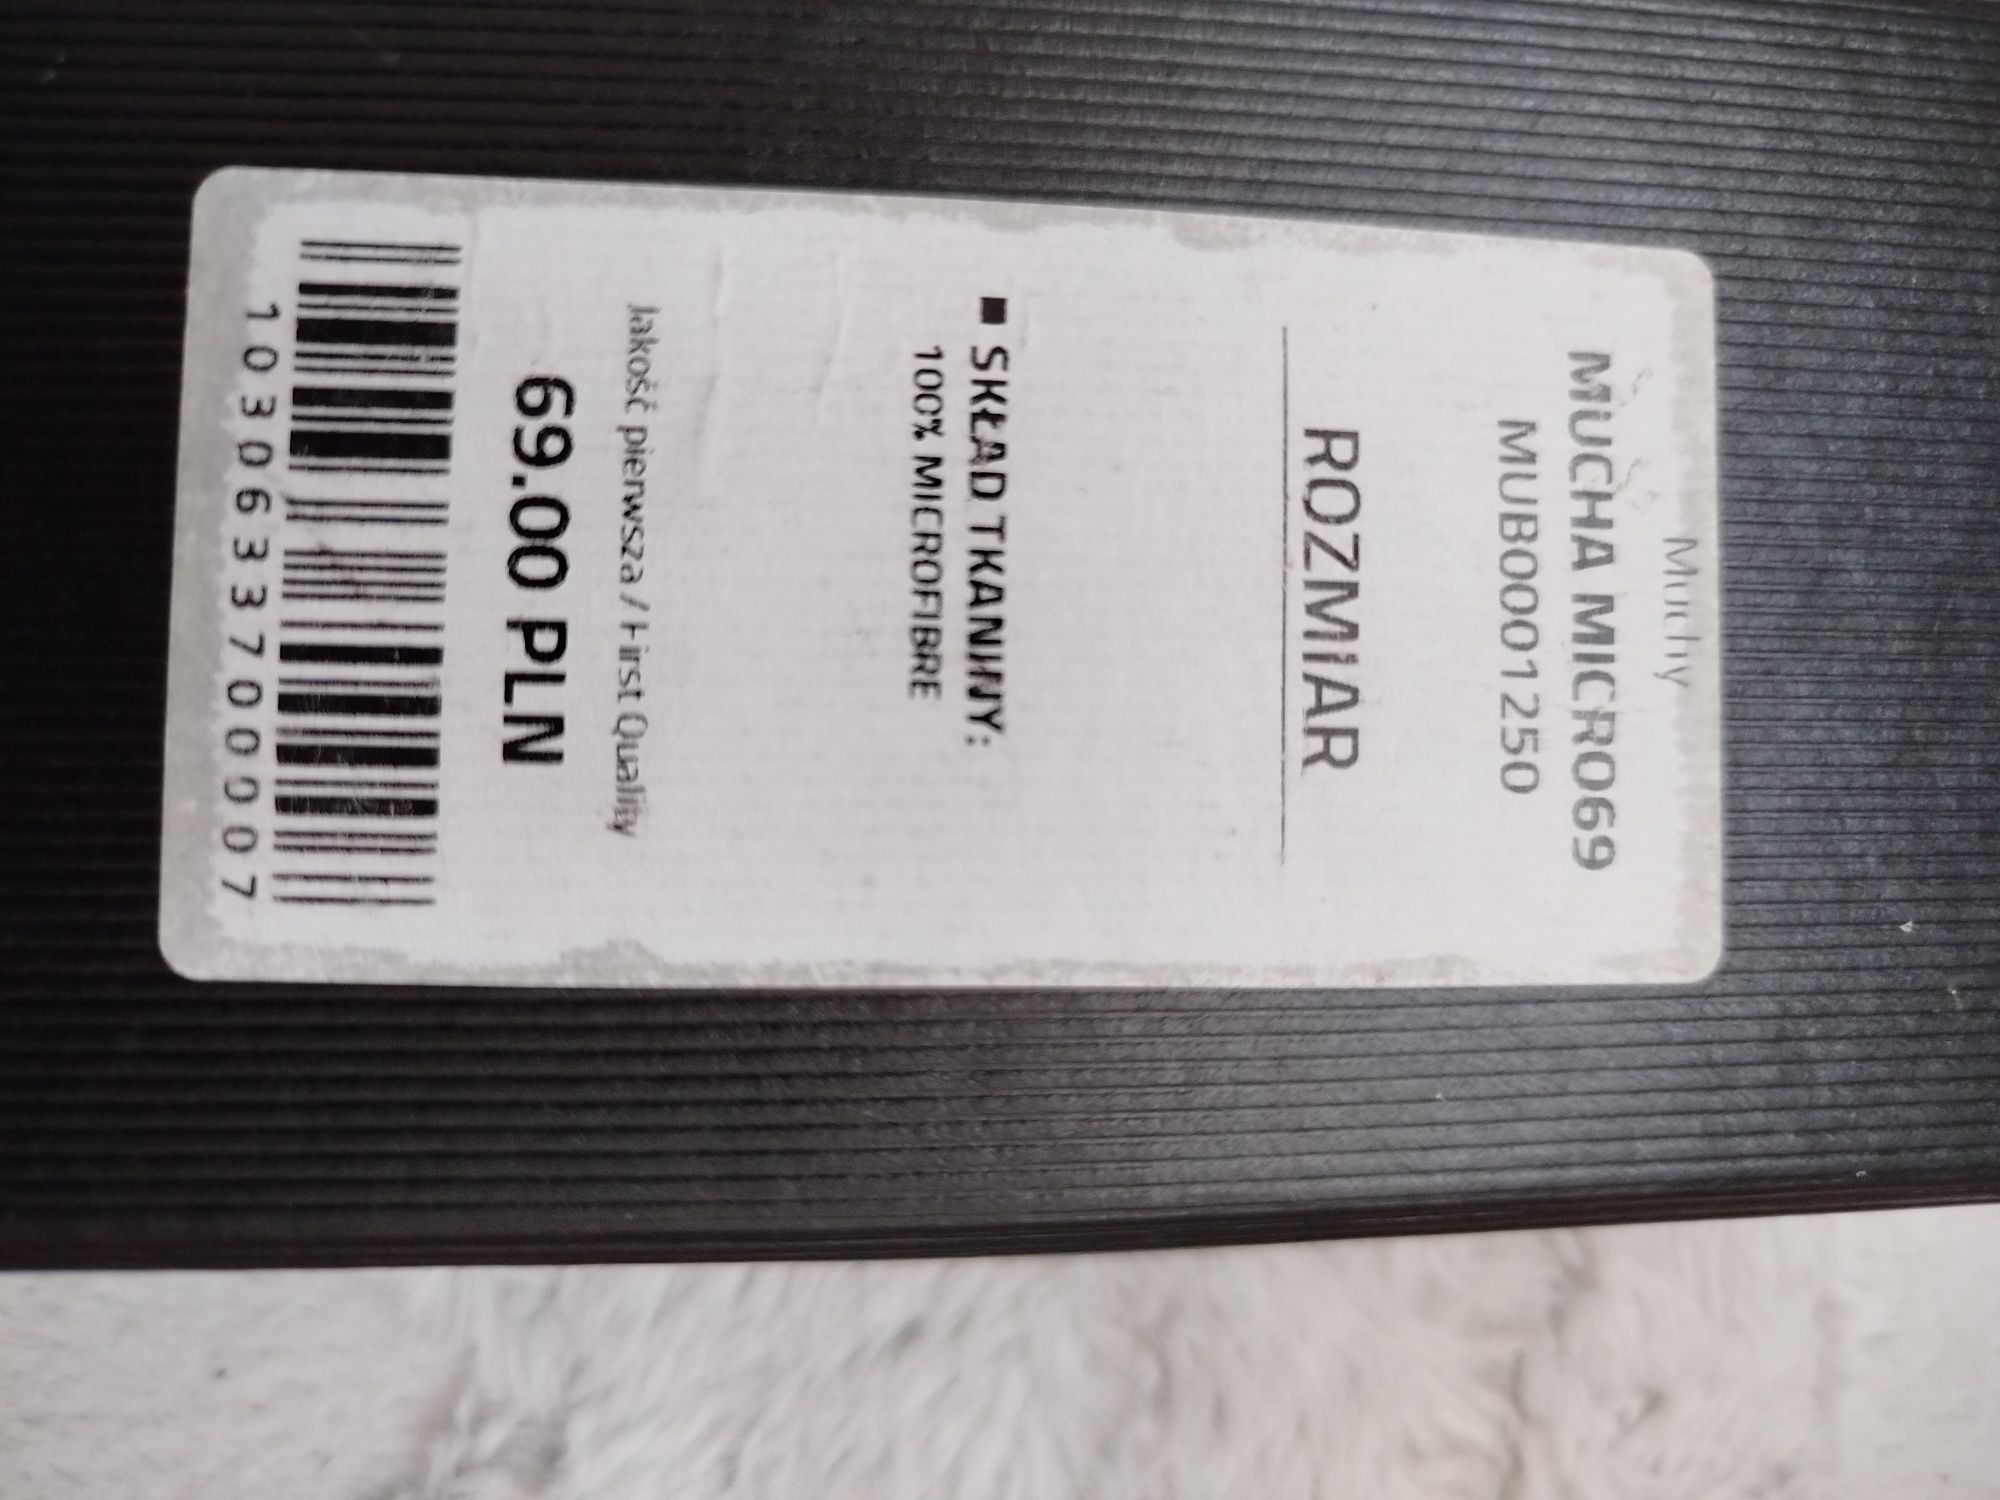 Muchy
MUCHA MICRO69
MUB0001250
ROZMIAR
■ SKŁAD TKANINY:
100% MICROFIBRE
Jakość pierwsza / First Quality
69.00 PLN
1030633700007